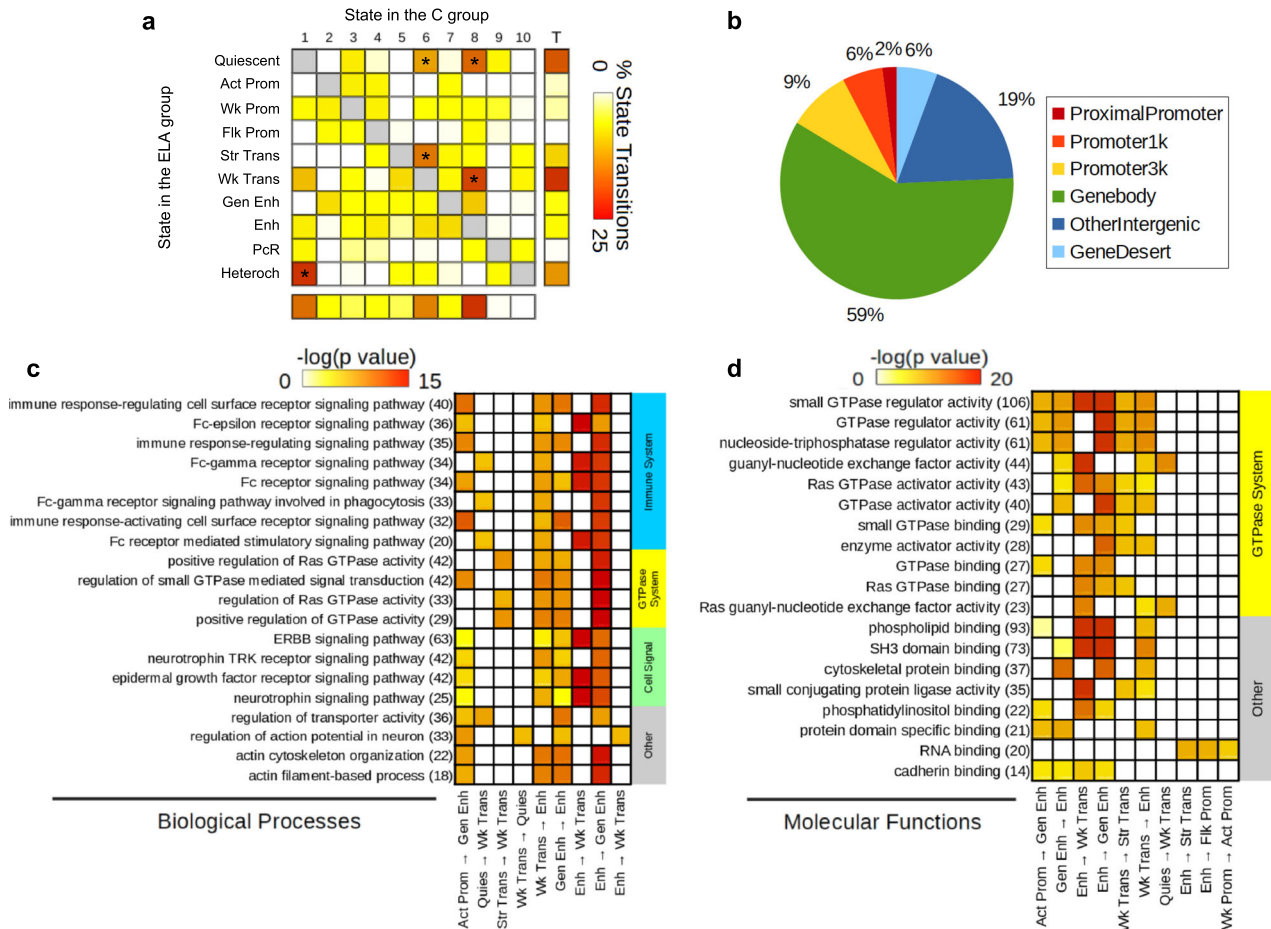 a
State in the C group
1 2 3 4 5 6 7 8 9 10 T
State in the ELA group
Quiescent * *
Act Prom
Wk Prom
Flk Prom
Str Trans *
Wk Trans *
Gen Enh
Enh
PcR
Heteroch *
% State Transitions
0
25
b
6%
19%
59%
9%
6%
2%
ProximalPromoter
Promoter1k
Promoter3k
Genebody
OtherIntergenic
GeneDesert
c
-log(p value)
0 15
immune response-regulating cell surface receptor signaling pathway (40)
Fc-epsilon receptor signaling pathway (36)
immune response-regulating signaling pathway (35)
Fc-gamma receptor signaling pathway (34)
Fc receptor signaling pathway (34)
Fc-gamma receptor signaling pathway involved in phagocytosis (33)
immune response-activating cell surface receptor signaling pathway (32)
Fc receptor mediated stimulatory signaling pathway (20)
positive regulation of Ras GTPase activity (42)
regulation of small GTPase mediated signal transduction (42)
regulation of Ras GTPase activity (33)
positive regulation of GTPase activity (29)
ERBB signaling pathway (63)
neurotrophin TRK receptor signaling pathway (42)
epidermal growth factor receptor signaling pathway (42)
neurotrophin signaling pathway (25)
regulation of transporter activity (36)
regulation of action potential in neuron (33)
actin cytoskeleton organization (22)
actin filament-based process (18)
Immune System
GTPase
System
Cell Signal
Other
Biological Processes
Act Prom → Gen Enh
Quies → Wk Trans
Str Trans → Wk Trans
Wk Trans → Quies
Wk Trans → Enh
Gen Enh → Enh
Enh → Wk Trans
Enh → Gen Enh
Enh → Wk Trans
d
-log(p value)
0 20
small GTPase regulator activity (106)
GTPase regulator activity (61)
nucleoside-triphosphatase regulator activity (61)
guanyl-nucleotide exchange factor activity (44)
Ras GTPase activator activity (43)
GTPase activator activity (40)
small GTPase binding (29)
enzyme activator activity (28)
GTPase binding (27)
Ras GTPase binding (27)
Ras guanyl-nucleotide exchange factor activity (23)
phospholipid binding (93)
SH3 domain binding (73)
cytoskeletal protein binding (37)
small conjugating protein ligase activity (35)
phosphatidylinositol binding (22)
protein domain specific binding (21)
RNA binding (20)
cadherin binding (14)
GTPase System
Other
Molecular Functions
Act Prom → Gen Enh
Gen Enh → Enh
Enh → Wk Trans
Enh → Gen Enh
Wk Trans → Str Trans
Wk Trans → Enh
Quies → Wk Trans
Enh → Str Trans
Enh → Flk Prom
Wk Prom → Act Prom